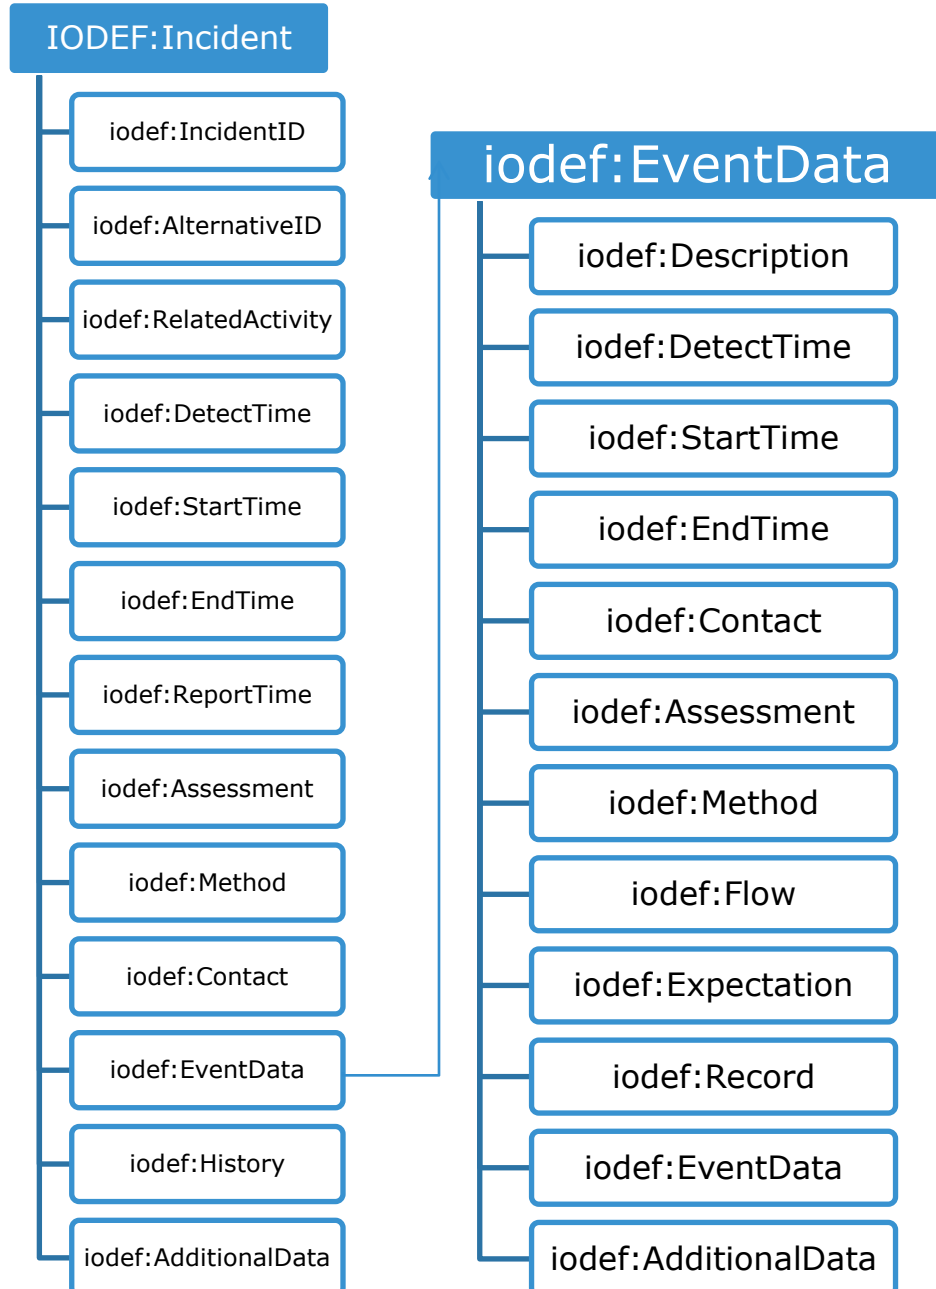 IODEF:Incident
iodef:IncidentID
iodef:AlternativeID
iodef:RelatedActivity
iodef:DetectTime
iodef:StartTime
iodef:EndTime
iodef:ReportTime
iodef:Assessment
iodef:Method
iodef:Contact
iodef:EventData
iodef:History
iodef:AdditionalData
iodef:EventData
iodef:Description
iodef:DetectTime
iodef:StartTime
iodef:EndTime
iodef:Contact
iodef:Assessment
iodef:Method
iodef:Flow
iodef:Expectation
iodef:Record
iodef:EventData
iodef:AdditionalData